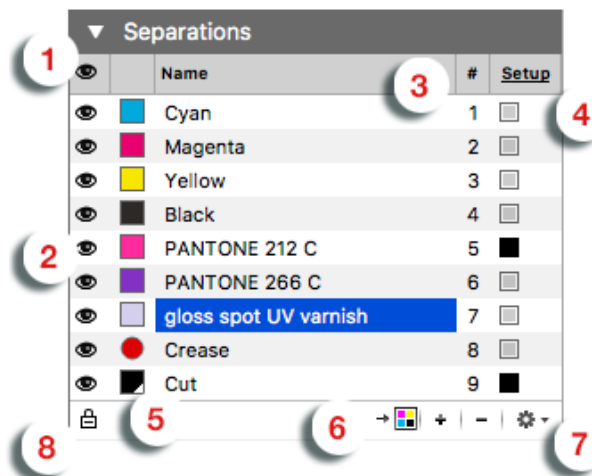 Separations
1
Name 3 # Setup
Cyan 1 4
Magenta 2
Yellow 3
Black 4
2 PANTONE 212 C 5
PANTONE 266 C 6
gloss spot UV varnish 7
Crease 8
Cut 9
8 5 6 + - 7